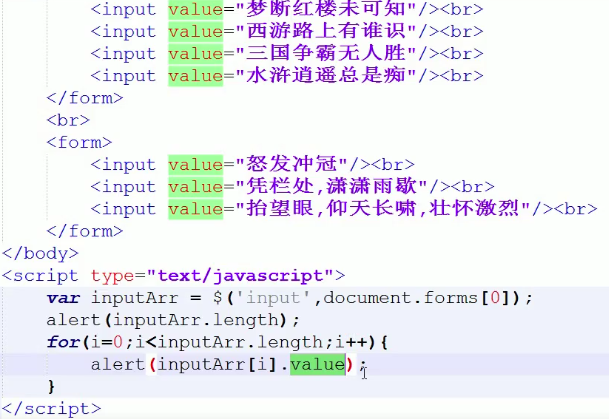 <input value="梦断红楼未可知"/><br>
<input value="西游路上有谁识"/><br>
<input value="三国争霸无人胜"/><br>
<input value="水浒逍遥总是痴"/><br>
</form>
<br>
<form>
<input value="怒发冲冠"/><br>
<input value="凭栏处,潇潇雨歇"/><br>
<input value="抬望眼,仰天长啸,壮怀激烈"/><br>
</form>
</body>
<script type="text/javascript">
var inputArr = $('input',document.forms[0]);
alert(inputArr.length);
for(i=0;i<inputArr.length;i++){
alert(inputArr[i].value);
}
</script>